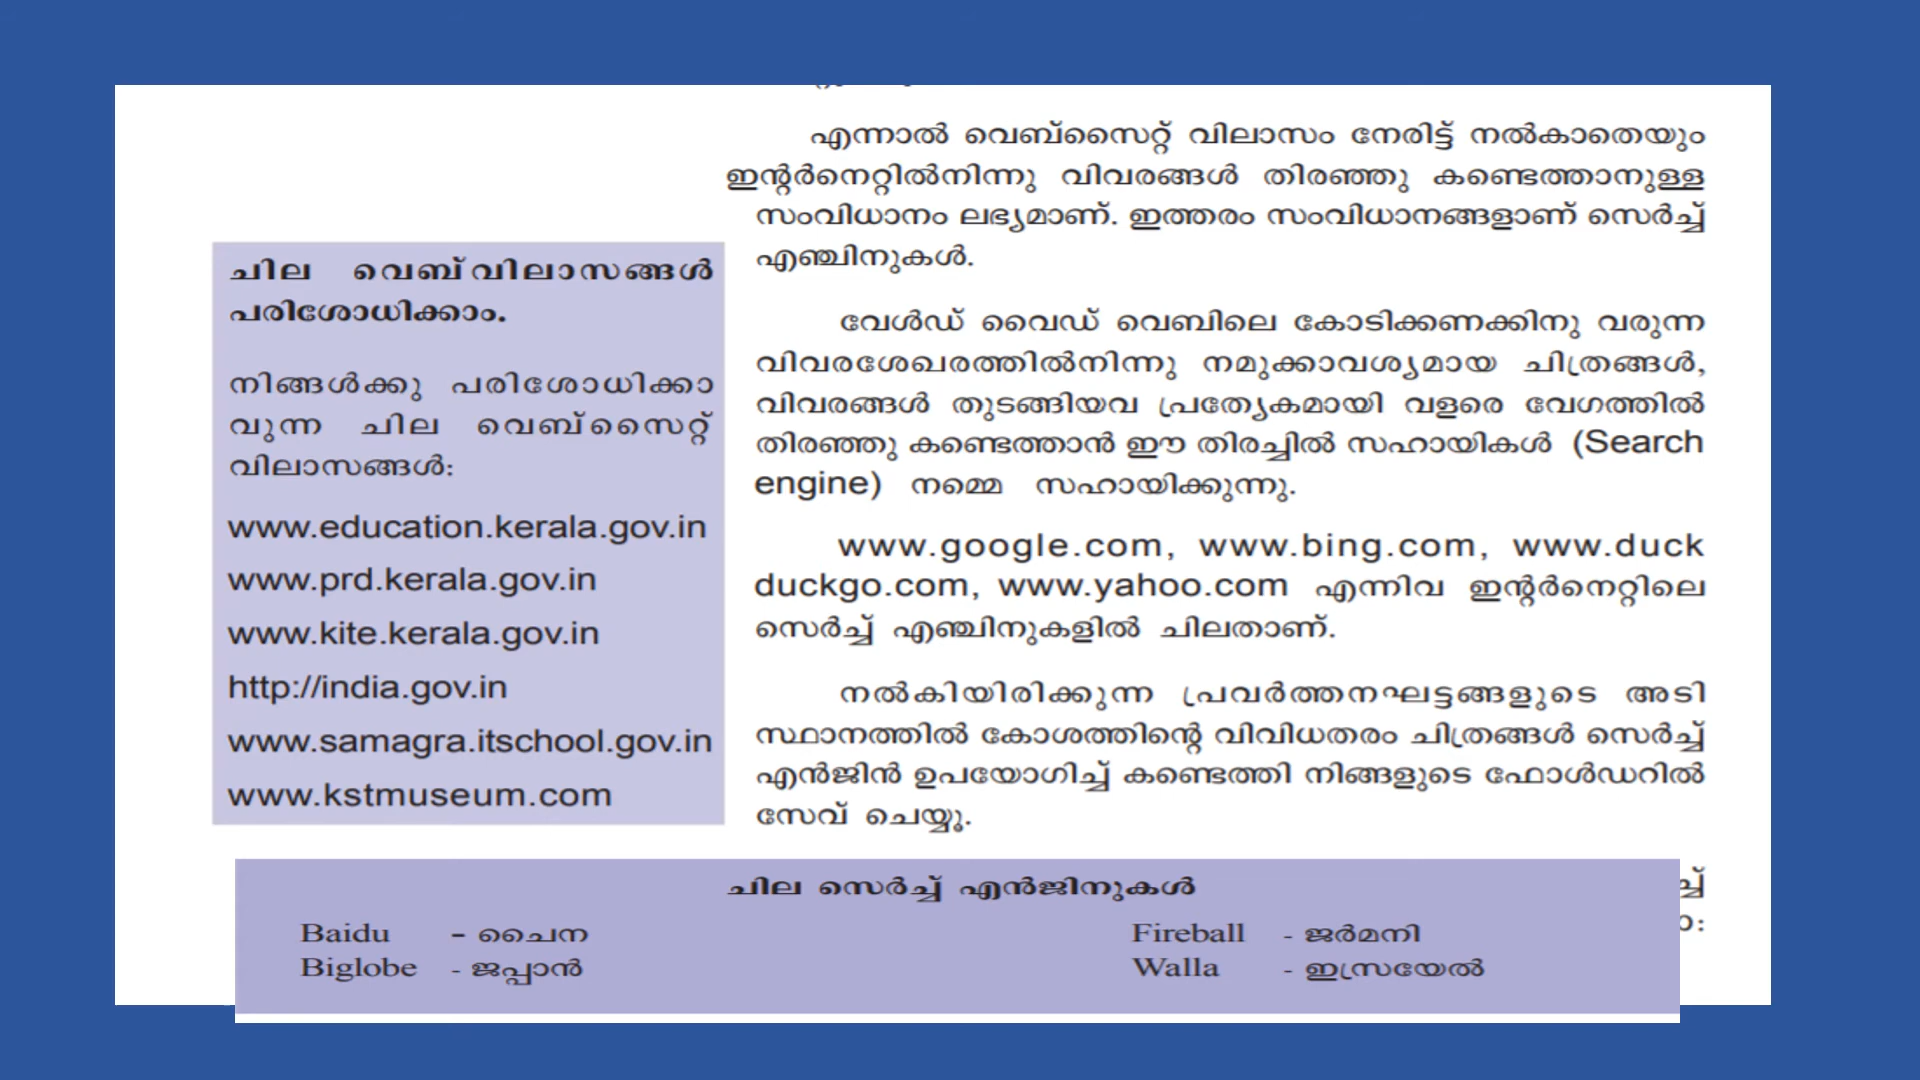 എന്നാൽ വെബ്സൈറ്റ് വിലാസം നേരിട്ട് നൽകാതെയും
ഇന്റർനെറ്റിൽനിന്നു വിവരങ്ങൾ തിരഞ്ഞു കണ്ടെത്താനുള്ള
സംവിധാനം ലഭ്യമാണ്. ഇത്തരം സംവിധാനങ്ങളാണ് സെർച്ച്
എഞ്ചിനുകൾ.
വേൾഡ് വൈഡ് വെബിലെ കോടിക്കണക്കിനു വരുന്ന
വിവരശേഖരത്തിൽനിന്നു നമുക്കാവശ്യമായ ചിത്രങ്ങൾ,
വിവരങ്ങൾ തുടങ്ങിയവ പ്രത്യേകമായി വളരെ വേഗത്തിൽ
തിരഞ്ഞു കണ്ടെത്താൻ ഈ തിരച്ചിൽ സഹായികൾ (Search
engine) നമ്മെ സഹായിക്കുന്നു.
www.google.com, www.bing.com, www.duck
duckgo.com, www.yahoo.com എന്നിവ ഇന്റർനെറ്റിലെ
സെർച്ച് എഞ്ചിനുകളിൽ ചിലതാണ്.
നൽകിയിരിക്കുന്ന പ്രവർത്തനഘട്ടങ്ങളുടെ അടി
സ്ഥാനത്തിൽ കോശത്തിന്റെ വിവിധതരം ചിത്രങ്ങൾ സെർച്ച്
എൻജിൻ ഉപയോഗിച്ച് കണ്ടെത്തി നിങ്ങളുടെ ഫോൾഡറിൽ
സേവ് ചെയ്യൂ.
ചില വെബ്‌വിലാസങ്ങൾ
പരിശോധിക്കാം.
നിങ്ങൾക്കു പരിശോധിക്കാ
വുന്ന ചില വെബ്സൈറ്റ്
വിലാസങ്ങൾ:
www.education.kerala.gov.in
www.prd.kerala.gov.in
www.kite.kerala.gov.in
http://india.gov.in
www.samagra.itschool.gov.in
www.kstmuseum.com
ചില സെർച്ച് എൻജിനുകൾ
Baidu - ചൈന Fireball - ജർമനി
Biglobe - ജപ്പാൻ Walla - ഇസ്രയേൽ